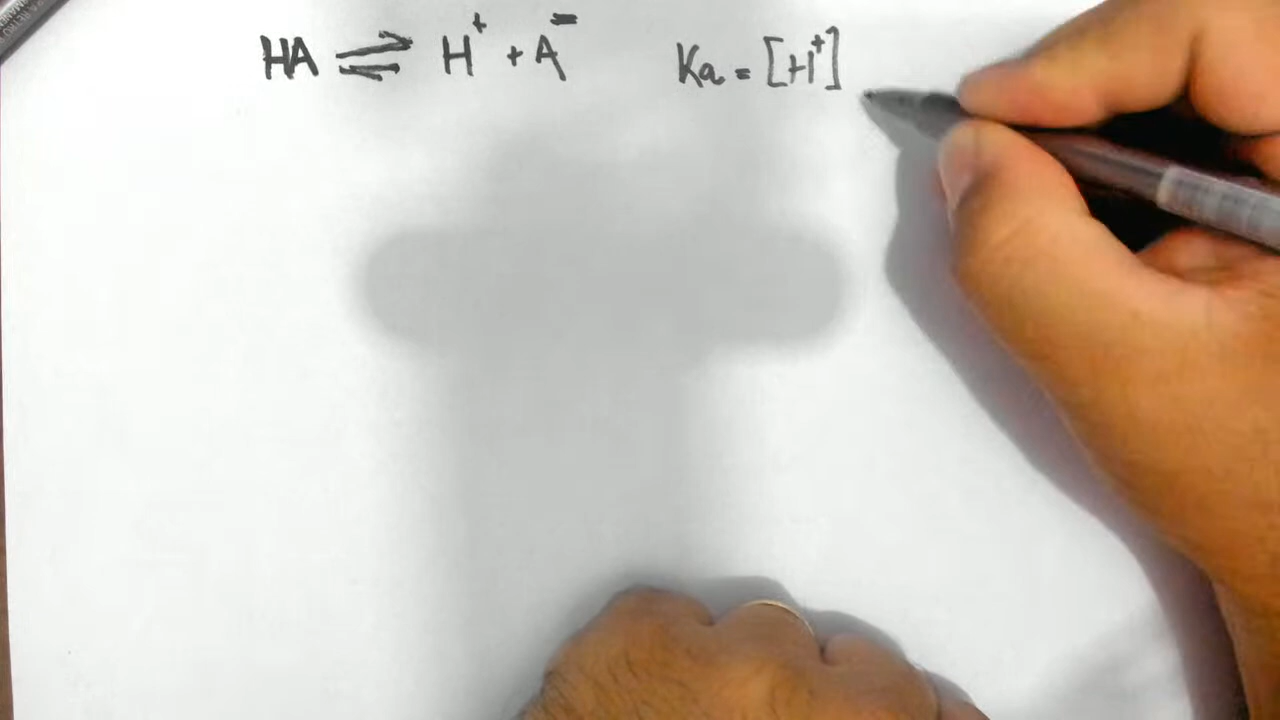 HA ⇌ H⁺ + A⁻ Ka = [H⁺]